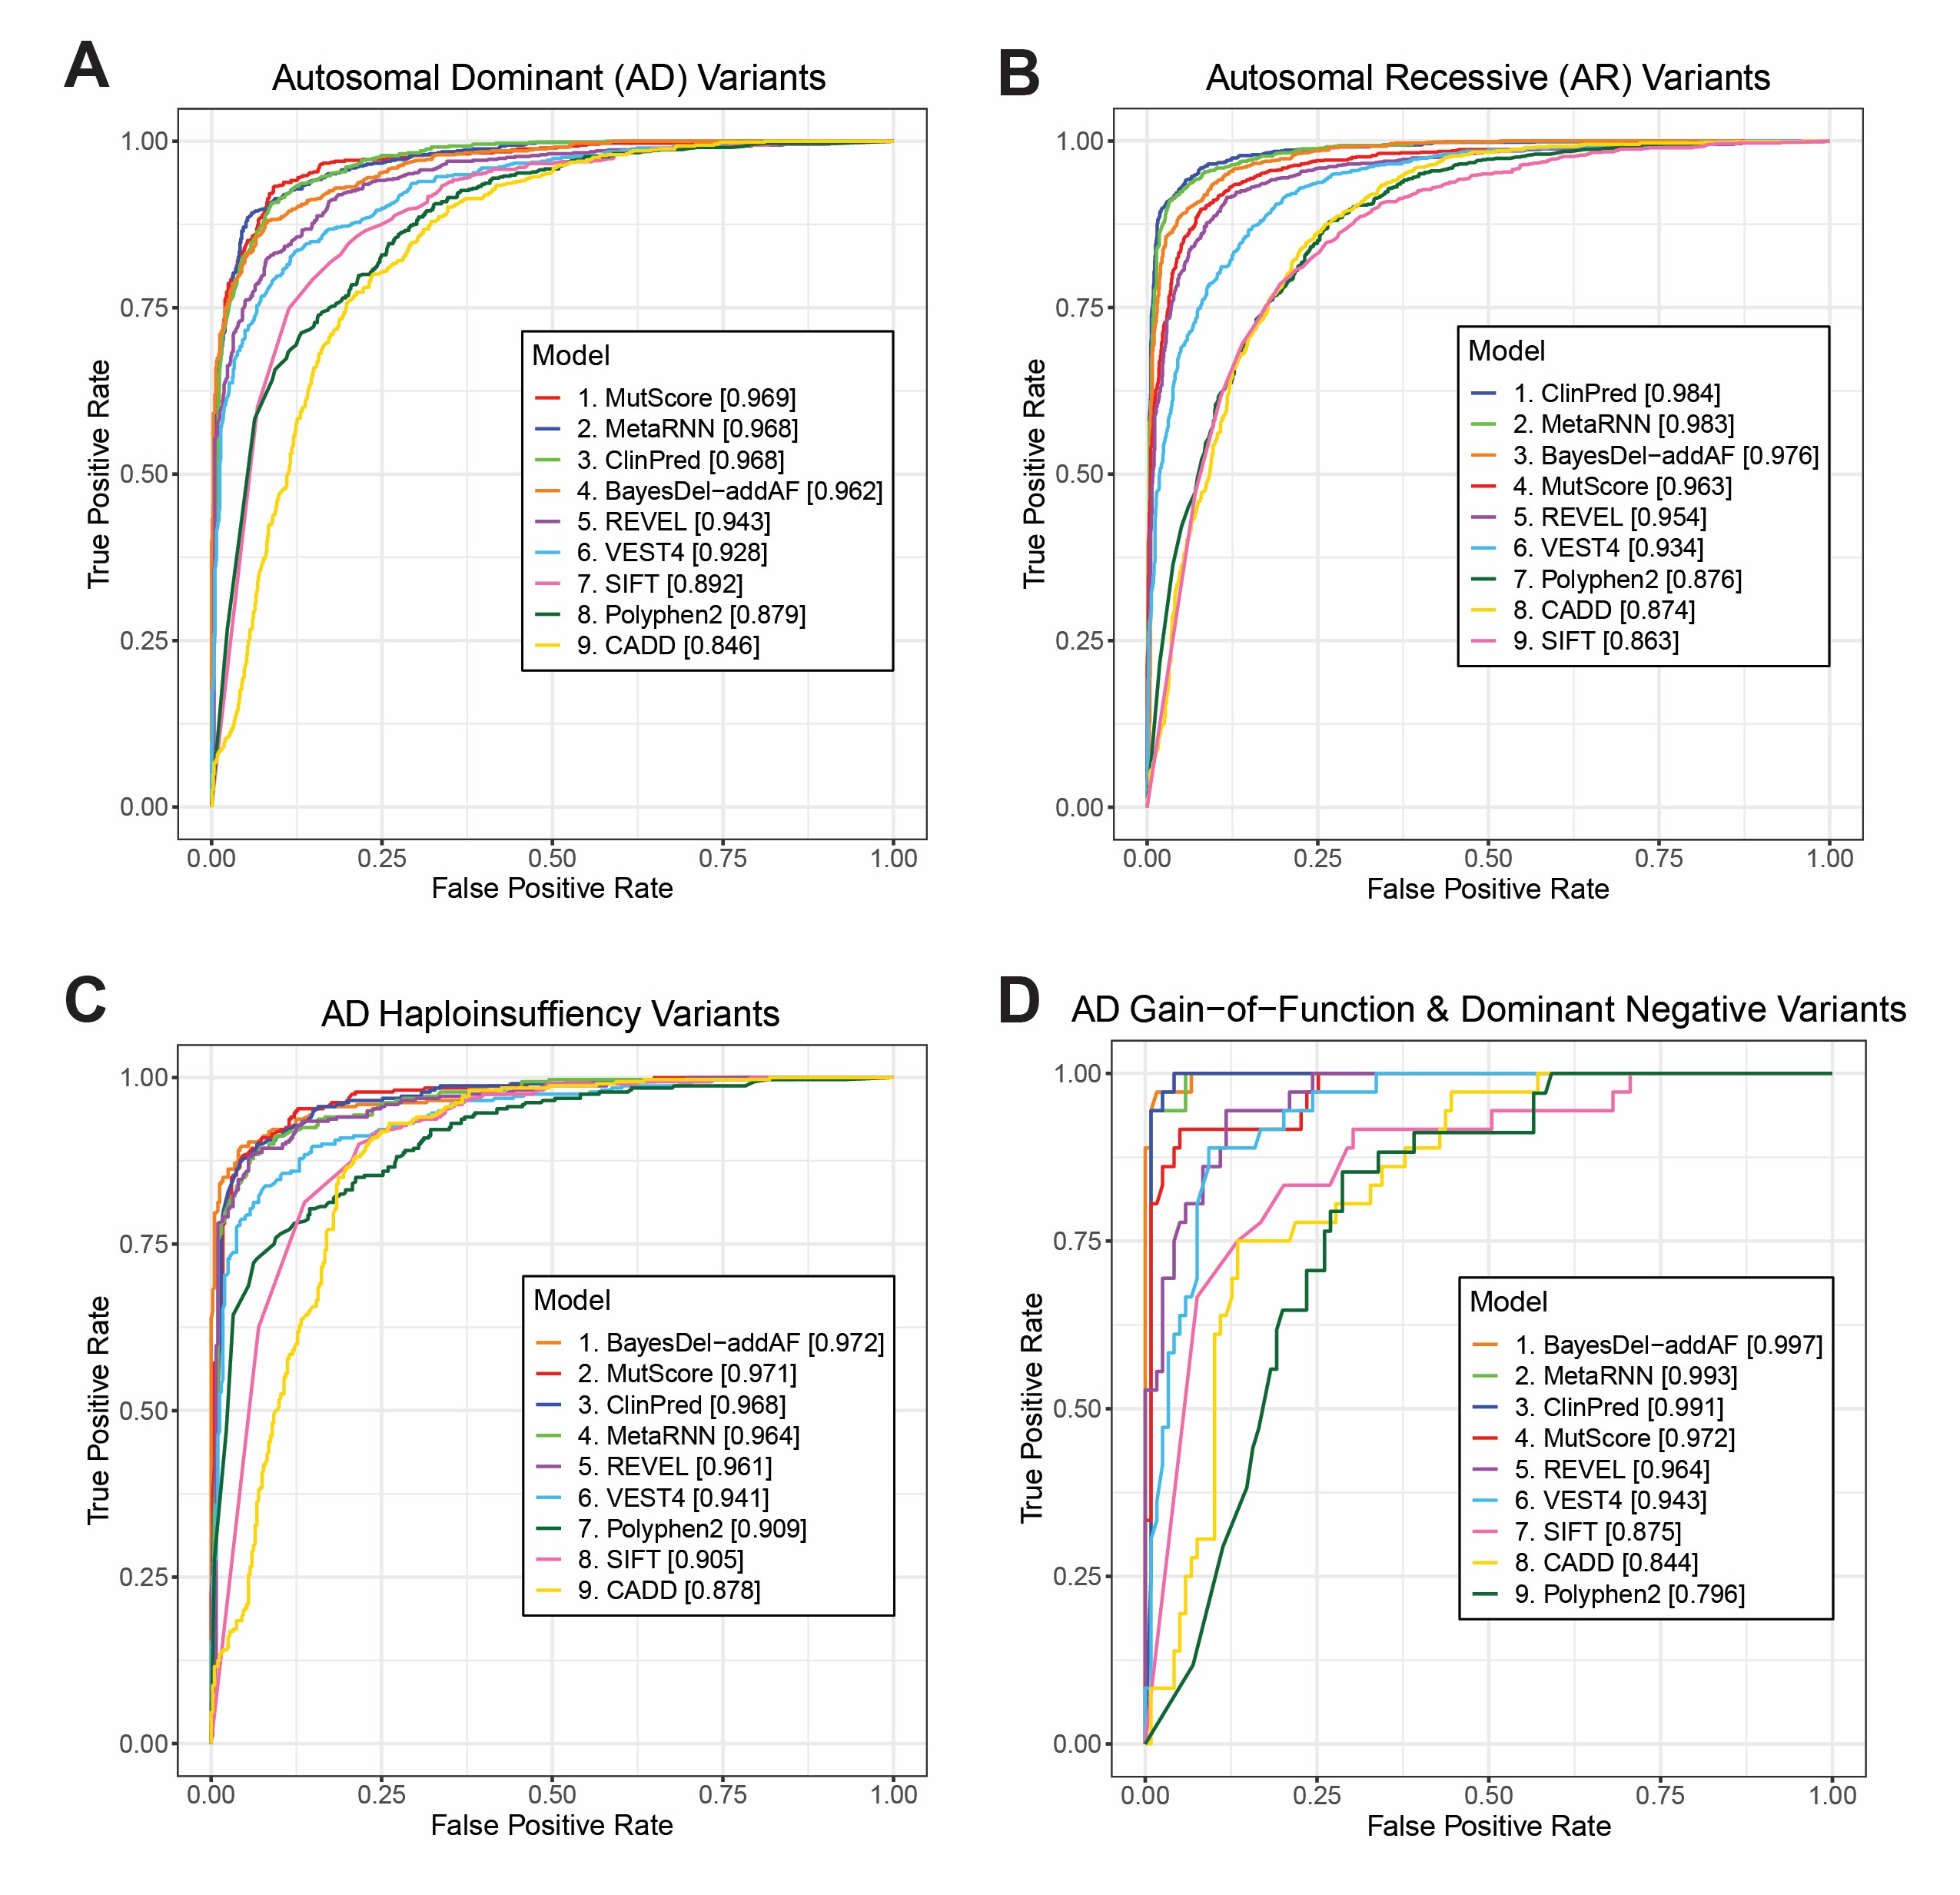 A
Autosomal Dominant (AD) Variants
1.00
0.75
0.50
0.25
0.00
True Positive Rate
Model
1. MutScore [0.969]
2. MetaRNN [0.968]
3. ClinPred [0.968]
4. BayesDel−addAF [0.962]
5. REVEL [0.943]
6. VEST4 [0.928]
7. SIFT [0.892]
8. Polyphen2 [0.879]
9. CADD [0.846]
0.00 0.25 0.50 0.75 1.00
False Positive Rate
B
Autosomal Recessive (AR) Variants
1.00
0.75
0.50
0.25
0.00
True Positive Rate
Model
1. ClinPred [0.984]
2. MetaRNN [0.983]
3. BayesDel−addAF [0.976]
4. MutScore [0.963]
5. REVEL [0.954]
6. VEST4 [0.934]
7. Polyphen2 [0.876]
8. CADD [0.874]
9. SIFT [0.863]
0.00 0.25 0.50 0.75 1.00
False Positive Rate
C
AD Haploinsuffiency Variants
1.00
0.75
0.50
0.25
0.00
True Positive Rate
Model
1. BayesDel−addAF [0.972]
2. MutScore [0.971]
3. ClinPred [0.968]
4. MetaRNN [0.964]
5. REVEL [0.961]
6. VEST4 [0.941]
7. Polyphen2 [0.909]
8. SIFT [0.905]
9. CADD [0.878]
0.00 0.25 0.50 0.75 1.00
False Positive Rate
D
AD Gain−of−Function & Dominant Negative Variants
1.00
0.75
0.50
0.25
0.00
True Positive Rate
Model
1. BayesDel−addAF [0.997]
2. MetaRNN [0.993]
3. ClinPred [0.991]
4. MutScore [0.972]
5. REVEL [0.964]
6. VEST4 [0.943]
7. SIFT [0.875]
8. CADD [0.844]
9. Polyphen2 [0.796]
0.00 0.25 0.50 0.75 1.00
False Positive Rate